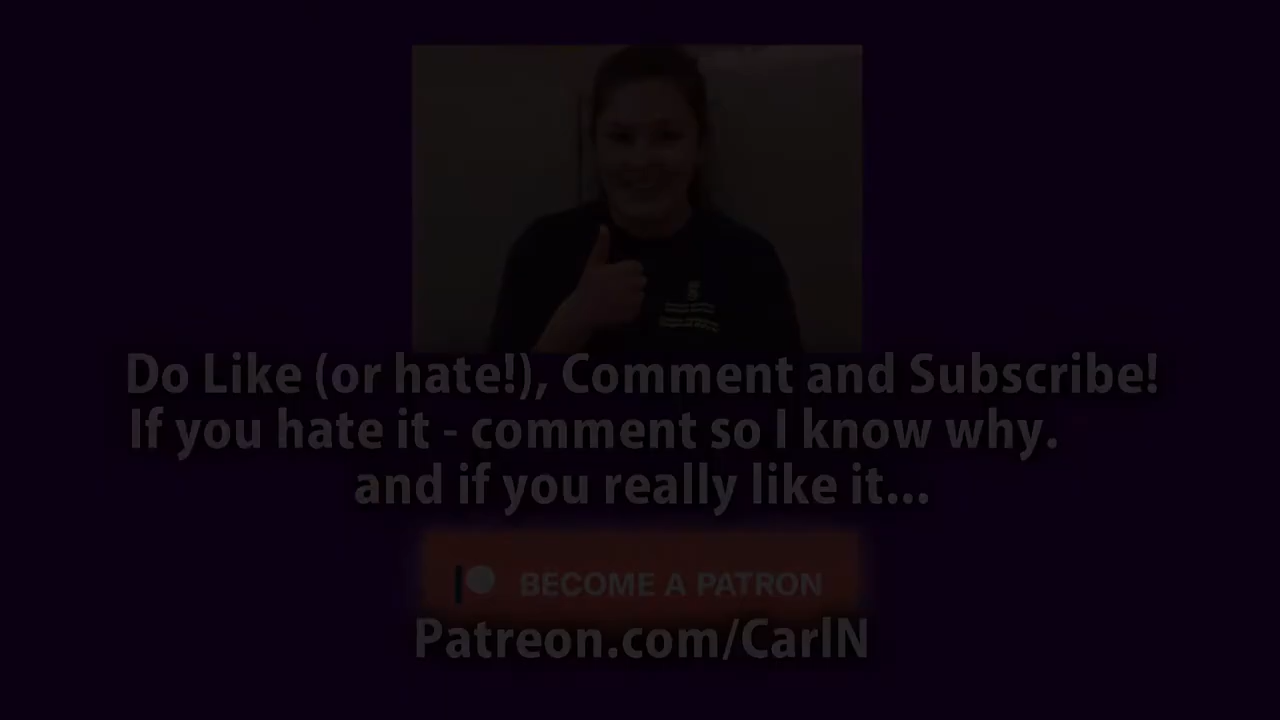 Do Like (or hate!), Comment and Subscribe!
If you hate it - comment so I know why.
and if you really like it...
BECOME A PATRON
Patreon.com/CarlN